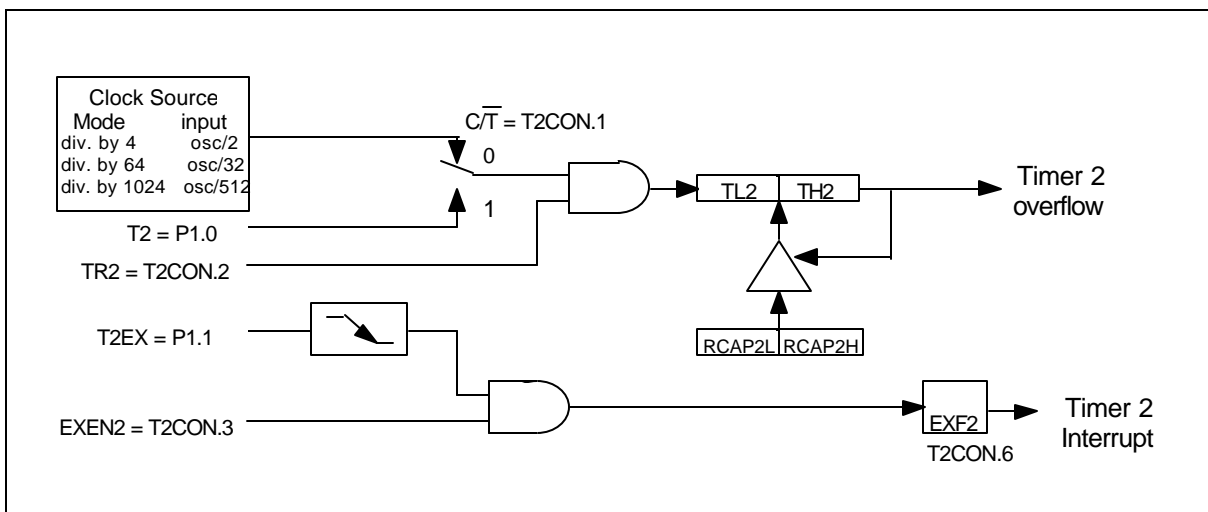 Clock Source
Mode input
div. by 4 osc/2
div. by 64 osc/32
div. by 1024 osc/512
C/T̅ = T2CON.1
0
1
T2 = P1.0
TR2 = T2CON.2
TL2 TH2
Timer 2
overflow
T2EX = P1.1
RCAP2L RCAP2H
EXEN2 = T2CON.3
EXF2
T2CON.6
Timer 2
Interrupt